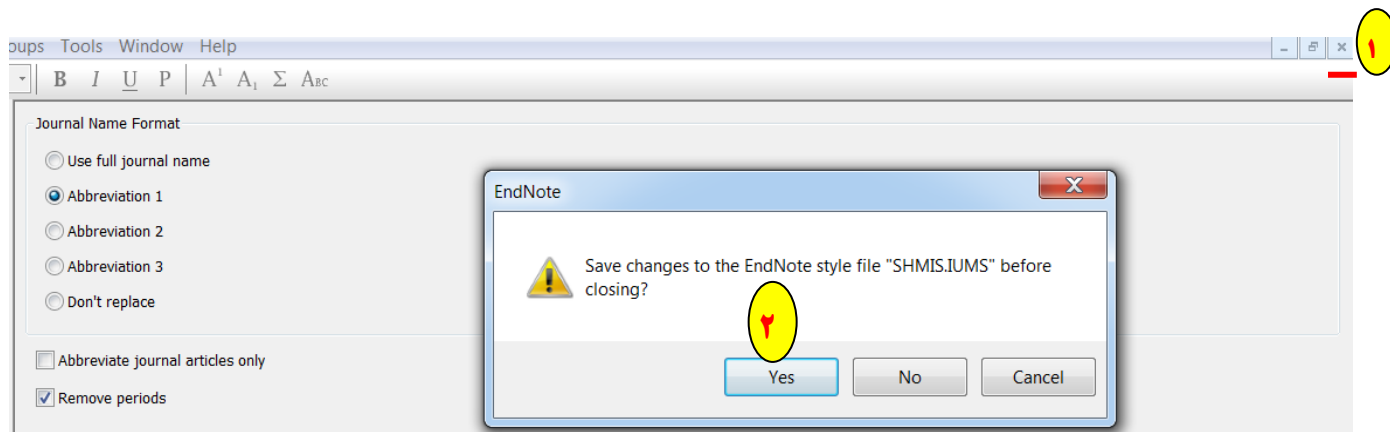 ۱
oups Tools Window Help
B I U P A¹ A₁ Σ ABC
Journal Name Format
Use full journal name
Abbreviation 1
Abbreviation 2
Abbreviation 3
Don't replace
Abbreviate journal articles only
Remove periods
EndNote
Save changes to the EndNote style file "SHMIS.IUMS" before
closing?
۲
Yes No Cancel